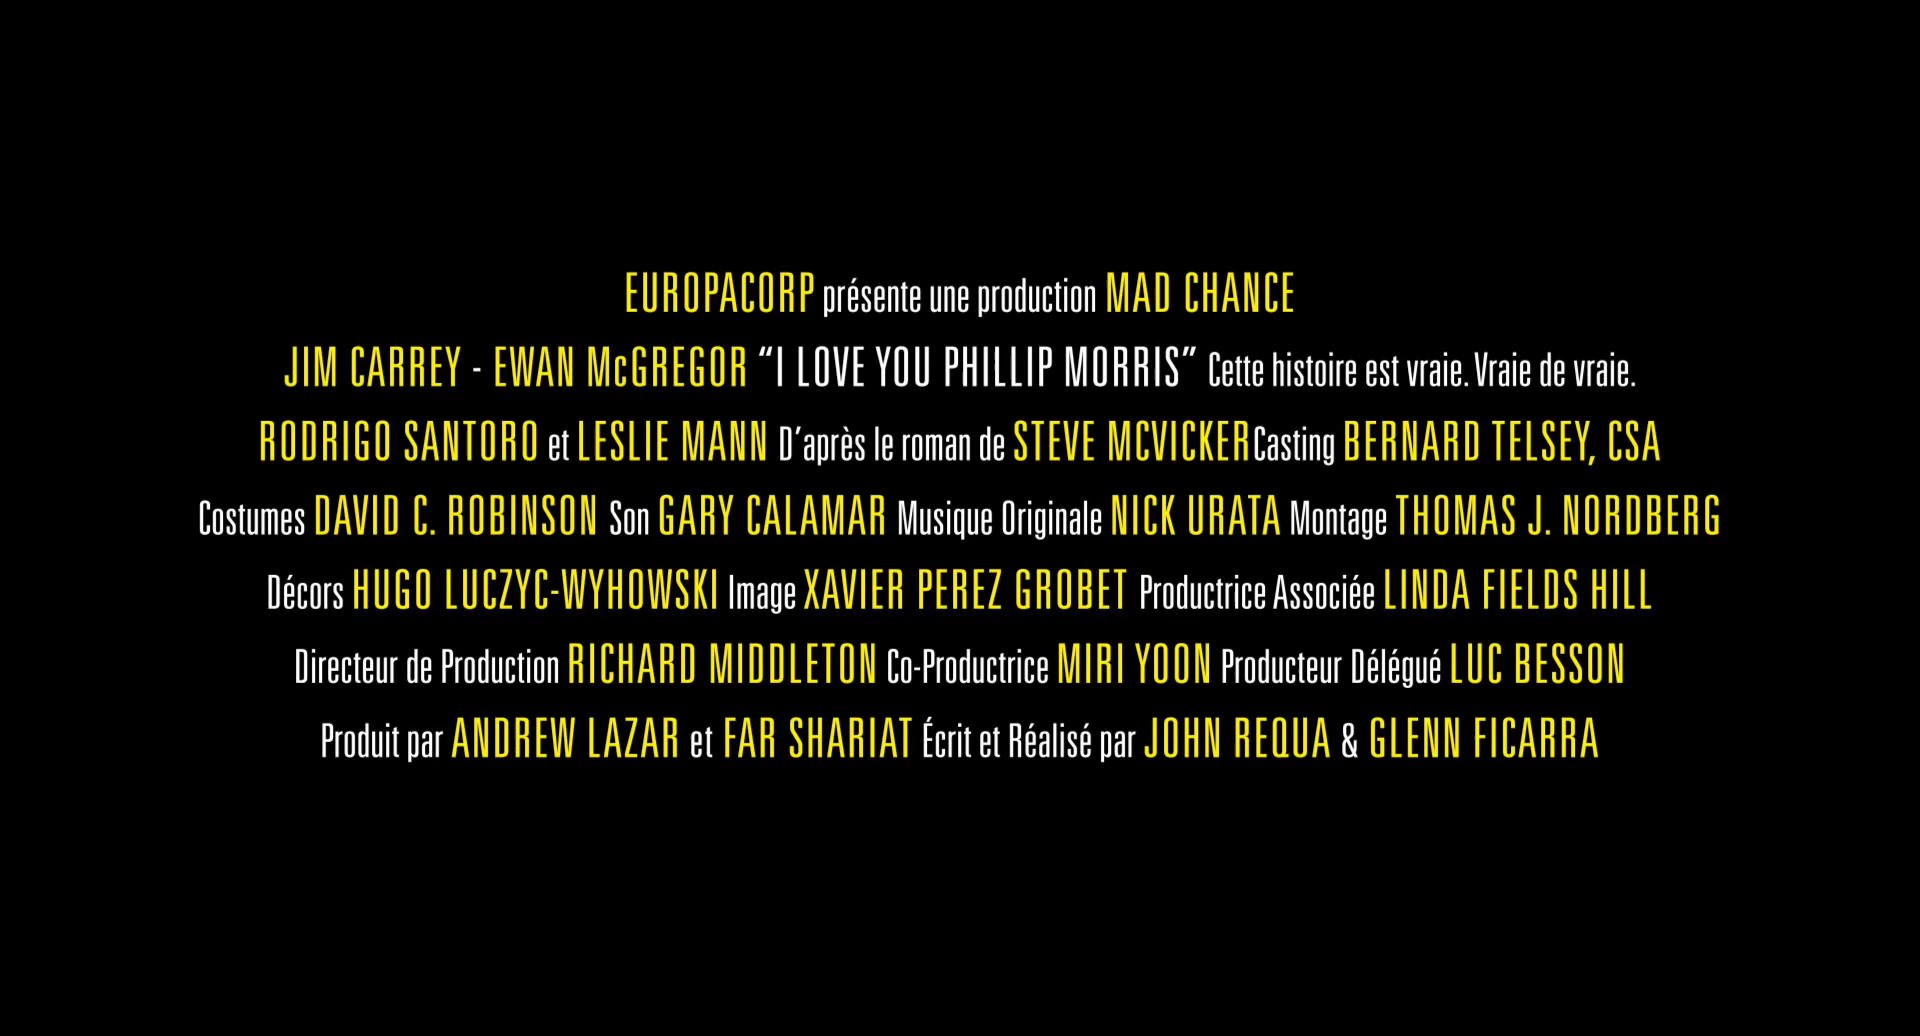 EUROPACORP présente une production MAD CHANCE
JIM CARREY - EWAN McGREGOR “I LOVE YOU PHILLIP MORRIS” Cette histoire est vraie. Vraie de vraie.
RODRIGO SANTORO et LESLIE MANN D’après le roman de STEVE MCVICKER Casting BERNARD TELSEY, CSA
Costumes DAVID C. ROBINSON Son GARY CALAMAR Musique Originale NICK URATA Montage THOMAS J. NORDBERG
Décors HUGO LUCZYC-WYHOWSKI Image XAVIER PEREZ GROBET Productrice Associée LINDA FIELDS HILL
Directeur de Production RICHARD MIDDLETON Co-Productrice MIRI YOON Producteur Délégué LUC BESSON
Produit par ANDREW LAZAR et FAR SHARIAT Écrit et Réalisé par JOHN REQUA & GLENN FICARRA